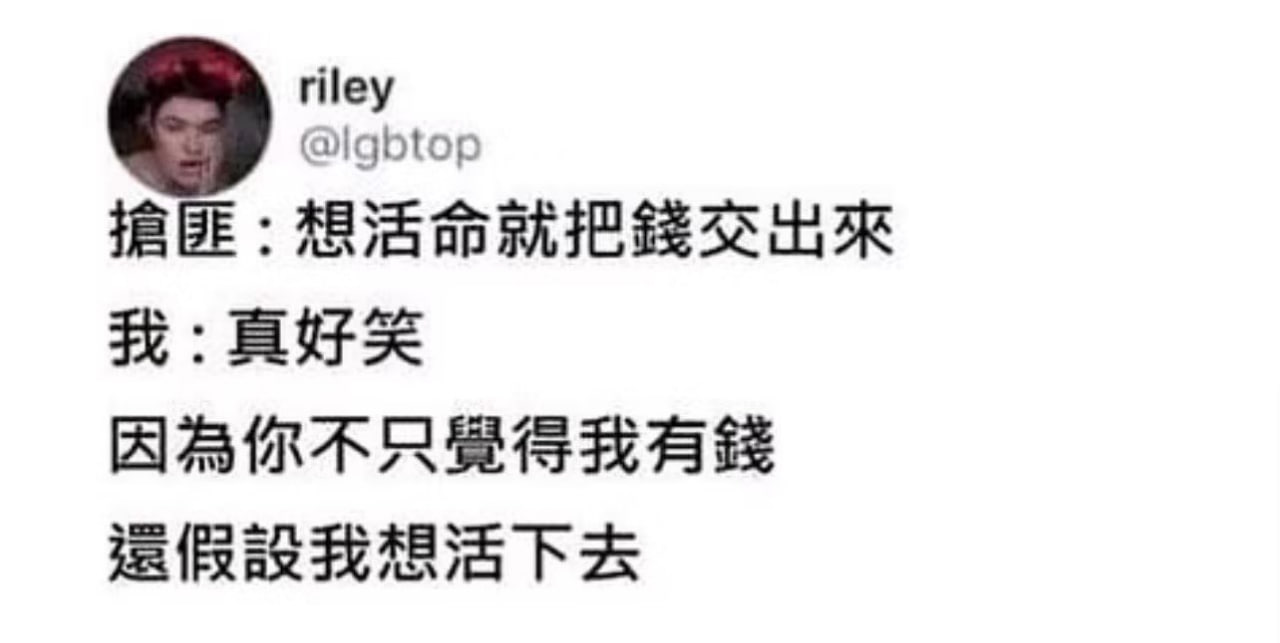 riley
@lgbtop
搶匪：想活命就把錢交出來
我：真好笑
因為你不只覺得我有錢
還假設我想活下去